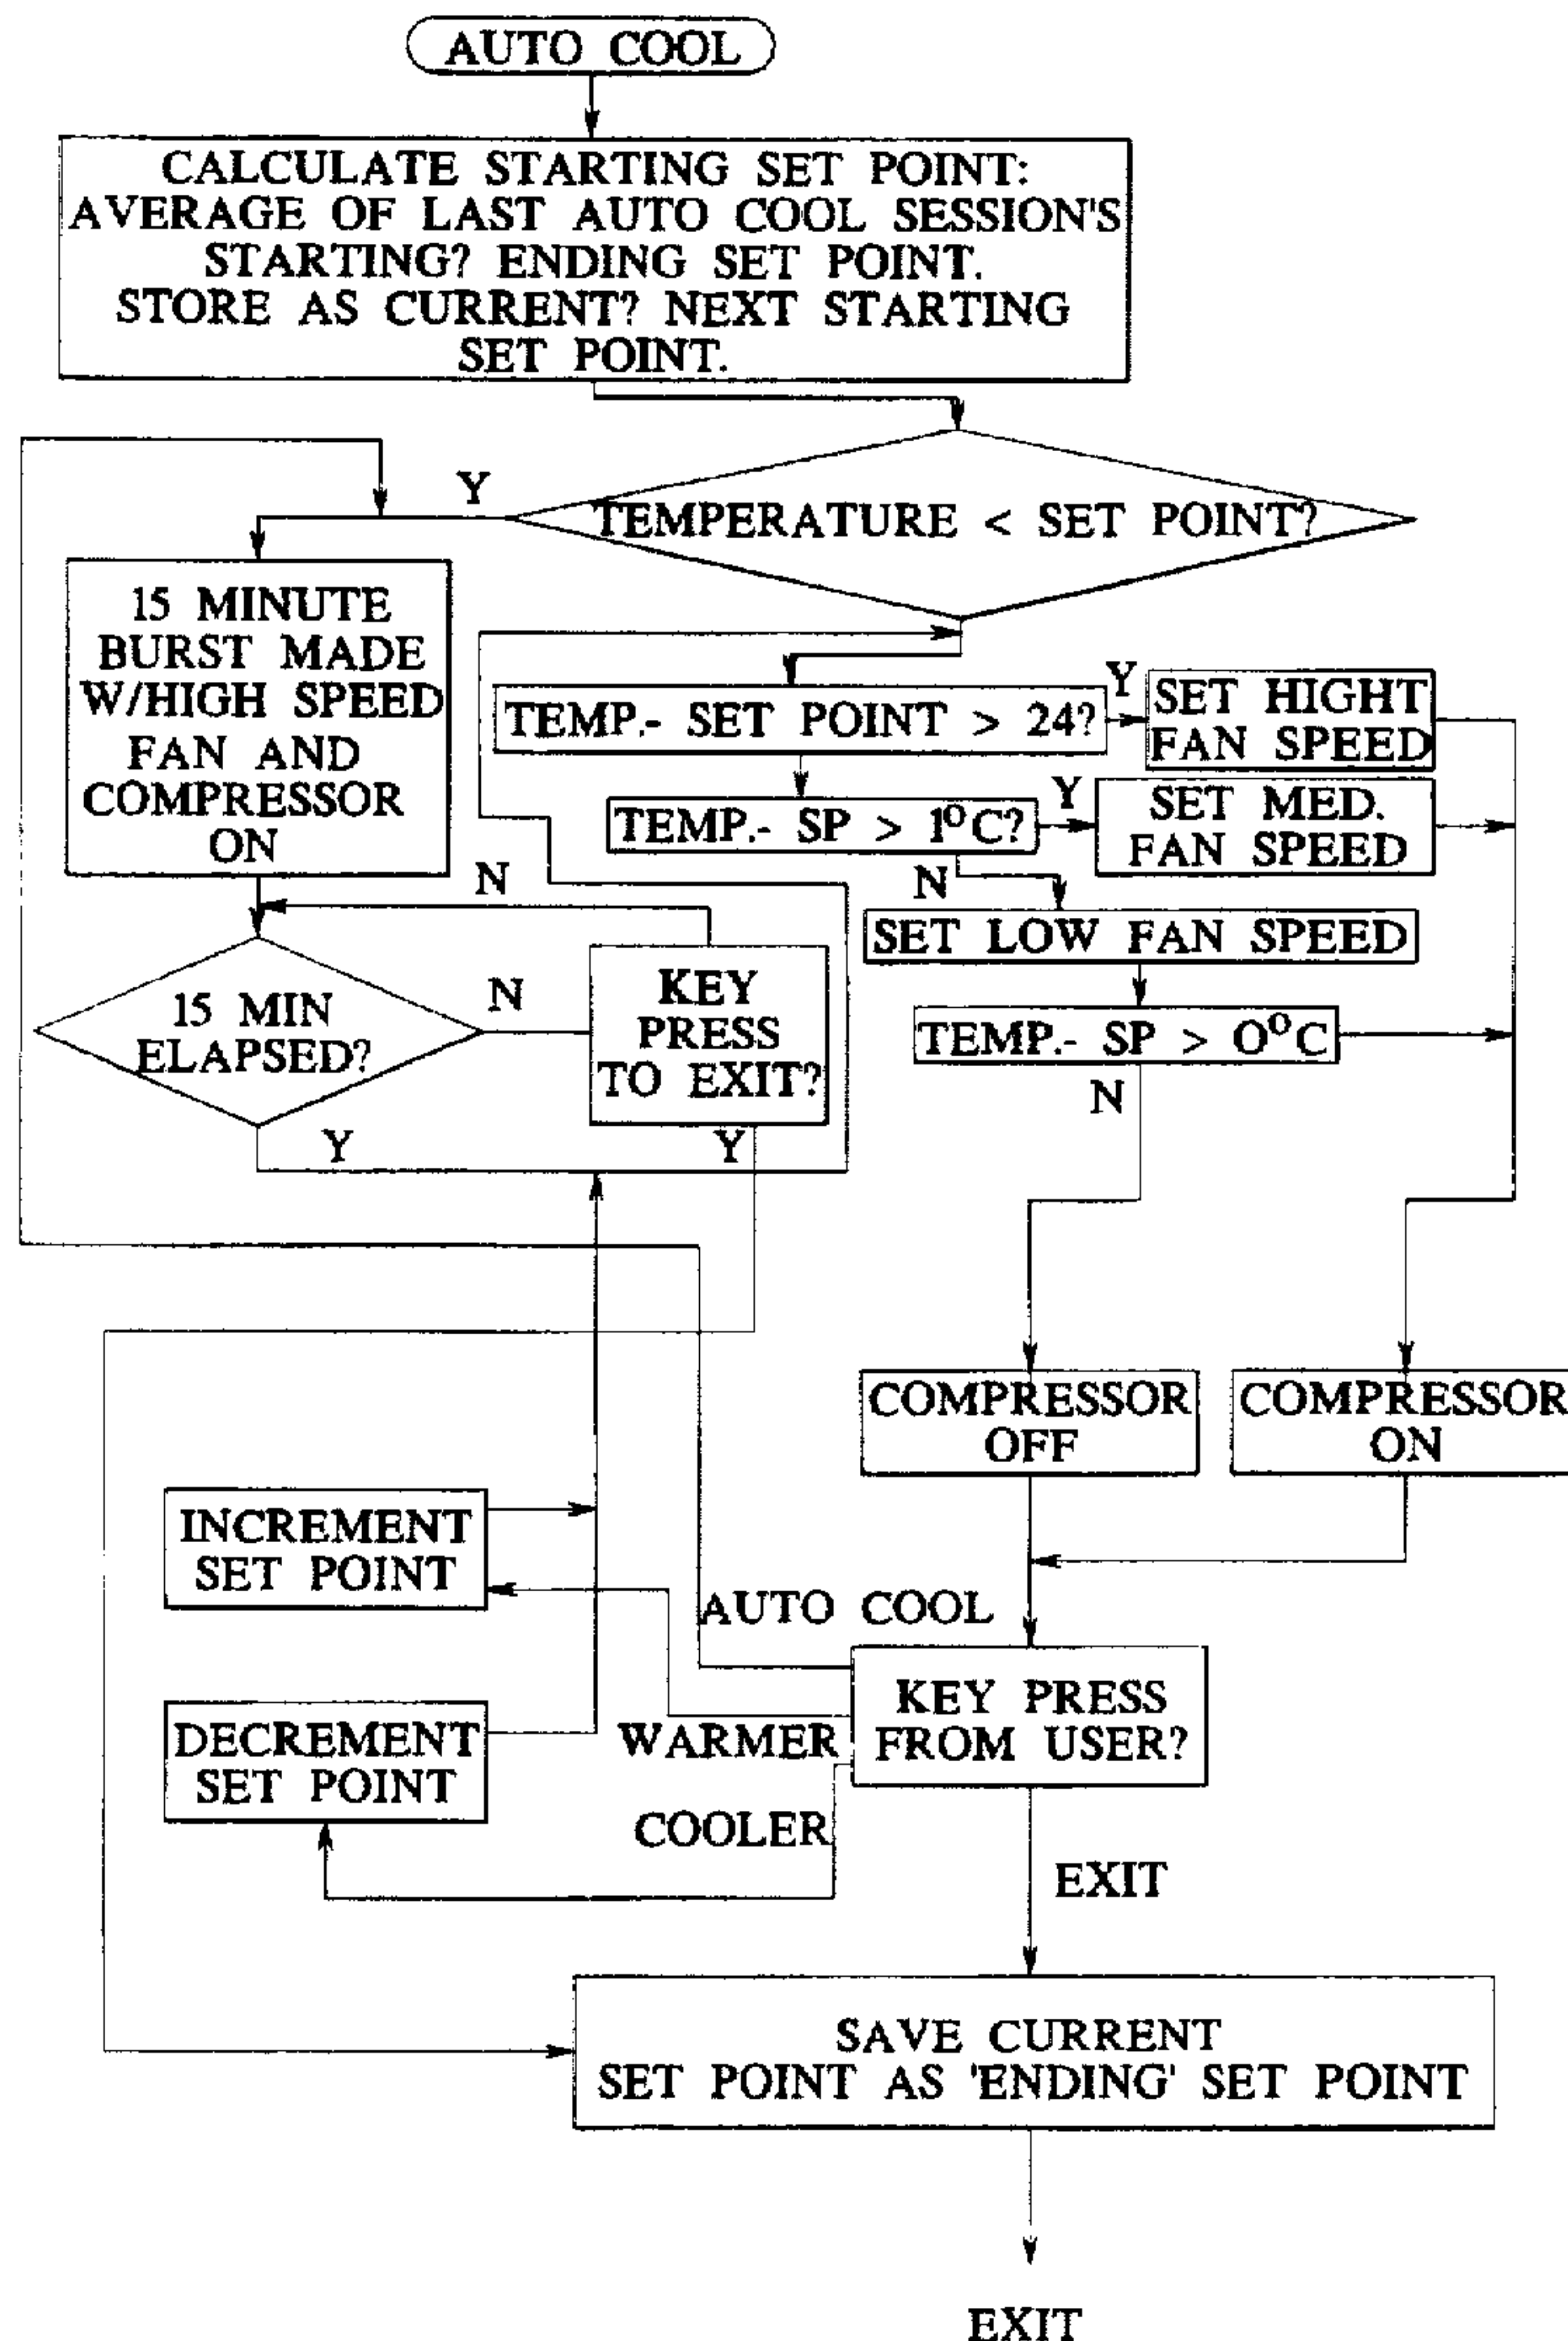 AUTO COOL
CALCULATE STARTING SET POINT:
AVERAGE OF LAST AUTO COOL SESSION'S
STARTING? ENDING SET POINT.
STORE AS CURRENT? NEXT STARTING
SET POINT.
Y
TEMPERATURE < SET POINT?
15 MINUTE
BURST MADE
W/HIGH SPEED
FAN AND
COMPRESSOR
ON
TEMP.- SET POINT > 24?
Y
SET HIGHT
FAN SPEED
TEMP.- SP > 1°C?
Y
SET MED.
FAN SPEED
N
SET LOW FAN SPEED
TEMP.- SP > 0°C
N
N
15 MIN
ELAPSED?
N
KEY
PRESS
TO EXIT?
Y
Y
COMPRESSOR
OFF
COMPRESSOR
ON
INCREMENT
SET POINT
AUTO COOL
DECREMENT
SET POINT
WARMER
KEY PRESS
FROM USER?
COOLER
EXIT
SAVE CURRENT
SET POINT AS 'ENDING' SET POINT
EXIT